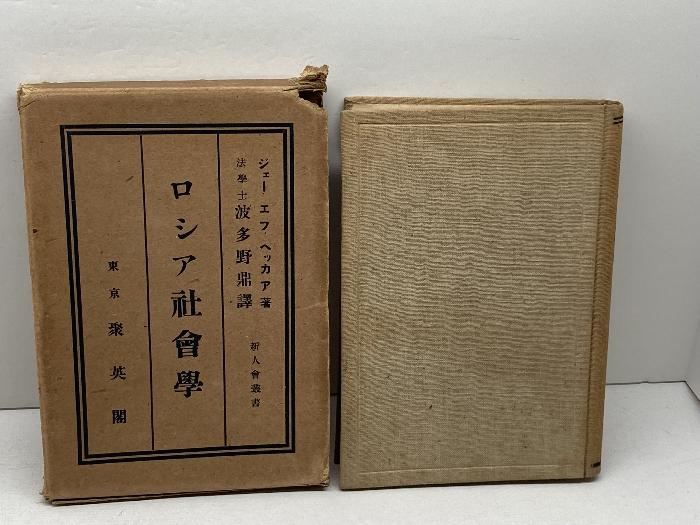 ジェー エフ・ヘッカア著
法學士 波多野鼎譯
新人會叢書
ロシア社會學
東京 聚英閣